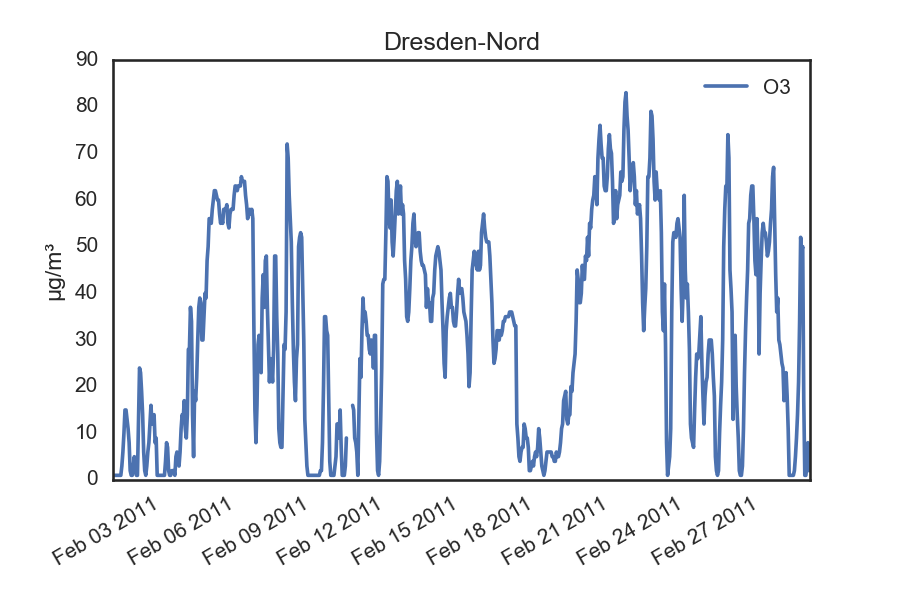 Dresden-Nord
O3
µg/m³
90
80
70
60
50
40
30
20
10
0
Feb 03 2011
Feb 06 2011
Feb 09 2011
Feb 12 2011
Feb 15 2011
Feb 18 2011
Feb 21 2011
Feb 24 2011
Feb 27 2011